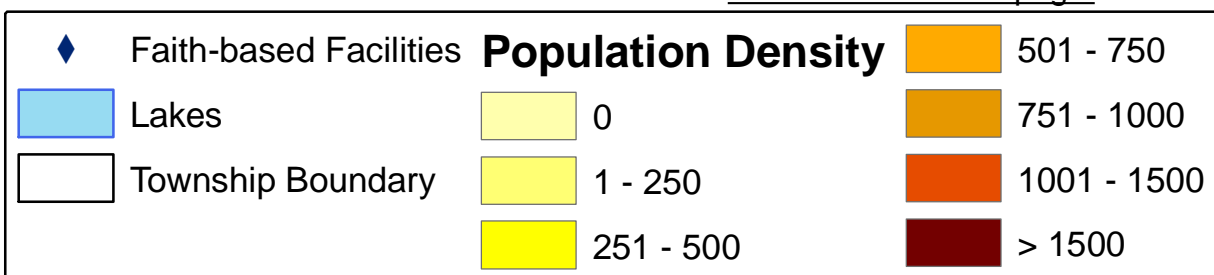 Faith-based Facilities
Lakes
Township Boundary
Population Density
0
1 - 250
251 - 500
501 - 750
751 - 1000
1001 - 1500
> 1500